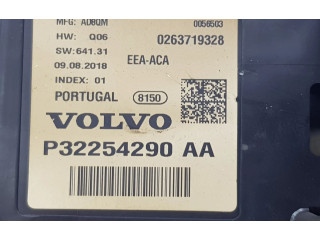 MFG: AD8QM 0056503
HW: Q06 0263719328
SW:641.31
09.08.2018 EEA-ACA
INDEX: 01
PORTUGAL 8150
VOLVO
P32254290 AA